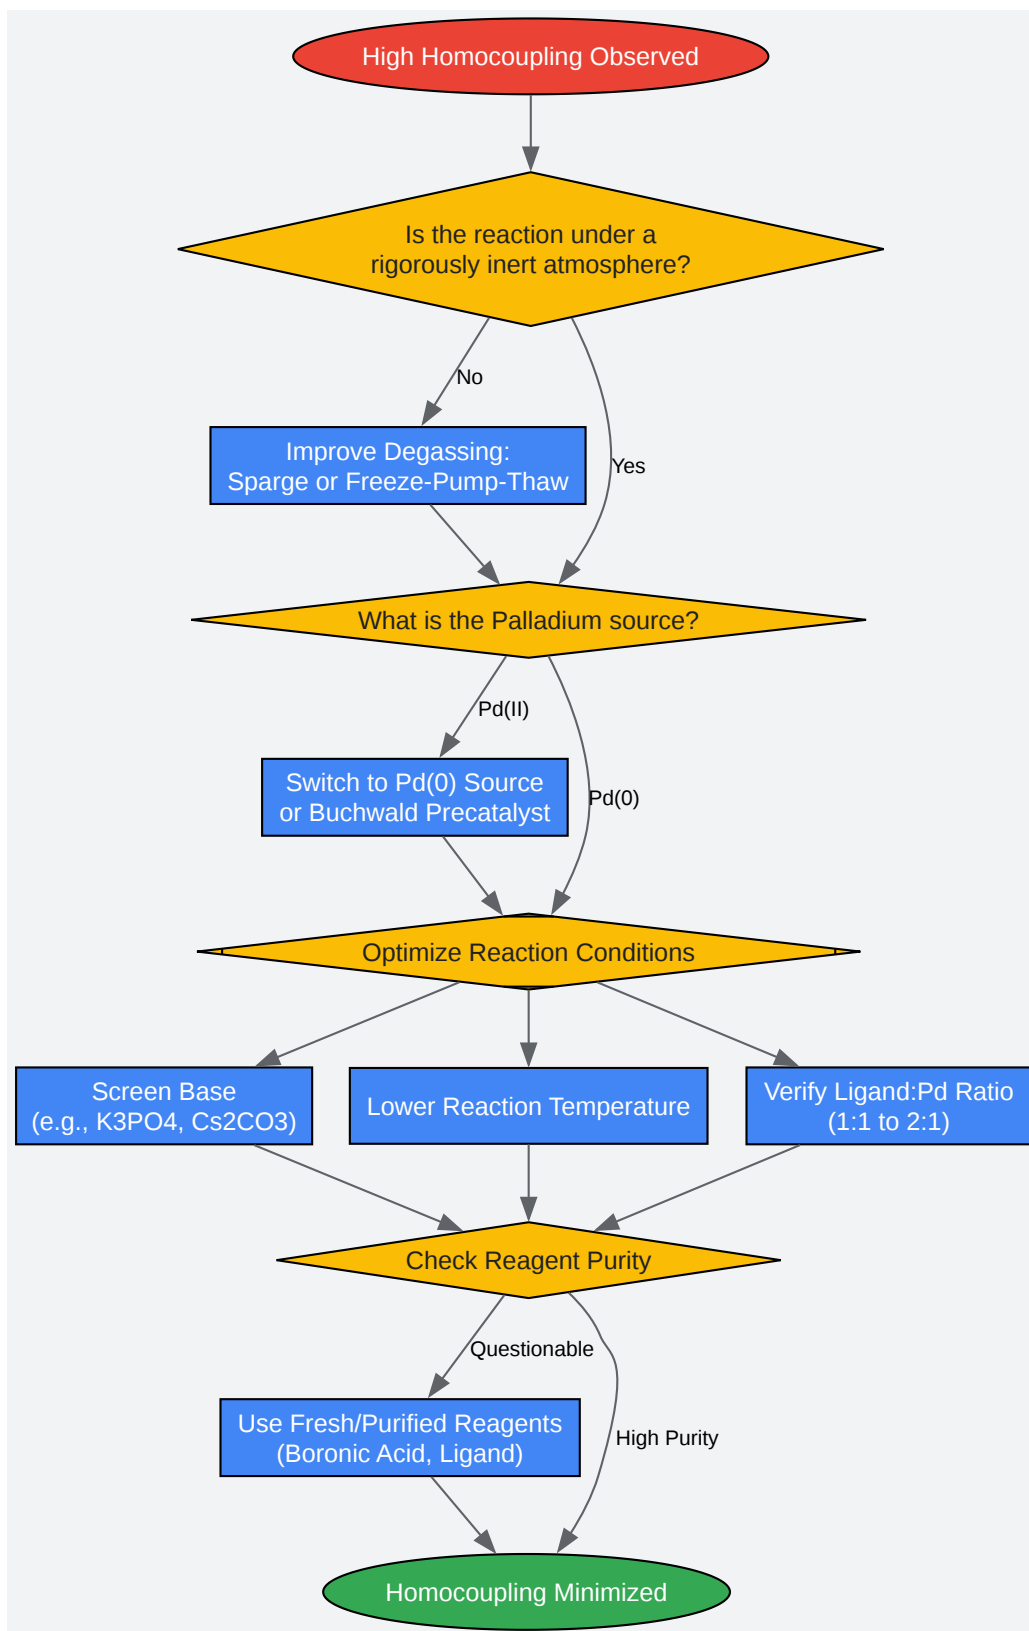 High Homocoupling Observed
Is the reaction under a
rigorously inert atmosphere?
No
Improve Degassing:
Sparge or Freeze-Pump-Thaw
Yes
What is the Palladium source?
Pd(II)
Switch to Pd(0) Source
or Buchwald Precatalyst
Pd(0)
Optimize Reaction Conditions
Screen Base
(e.g., K3PO4, Cs2CO3)
Lower Reaction Temperature
Verify Ligand:Pd Ratio
(1:1 to 2:1)
Check Reagent Purity
Questionable
Use Fresh/Purified Reagents
(Boronic Acid, Ligand)
High Purity
Homocoupling Minimized